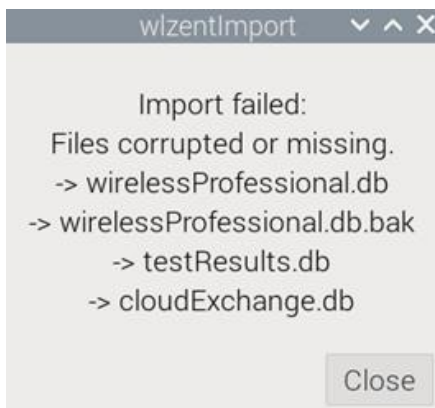 wlzentImport
Import failed:
Files corrupted or missing.
-> wirelessProfessional.db
-> wirelessProfessional.db.bak
-> testResults.db
-> cloudExchange.db
Close